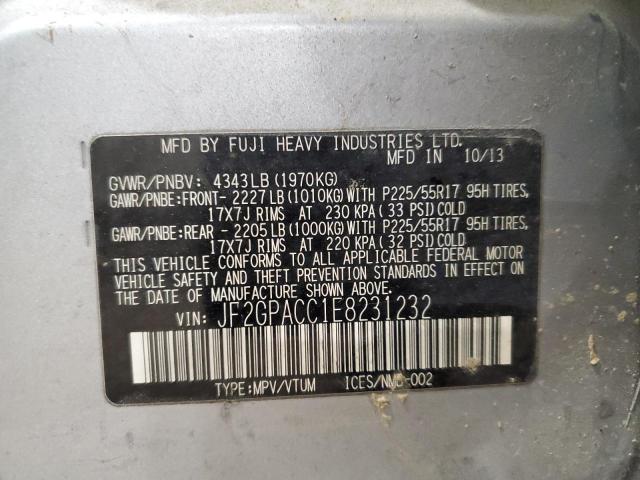 MFD BY FUJI HEAVY INDUSTRIES LTD.
MFD IN 10/13
GVWR/PNBV: 4343LB(1970KG)
GAWR/PNBE:FRONT- 2227LB(1010KG)WITH P225/55R17 95H TIRES,
17X7J RIMS AT 230 KPA(33 PSI)COLD
GAWR/PNBE:REAR - 2205LB(1000KG)WITH P225/55R17 95H TIRES,
17X7J RIMS AT 220 KPA(32 PSI)COLD
THIS VEHICLE CONFORMS TO ALL APPLICABLE FEDERAL MOTOR
VEHICLE SAFETY AND THEFT PREVENTION STANDARDS IN EFFECT ON
THE DATE OF MANUFACTURE SHOWN ABOVE.
VIN: JF2GPACC1E8231232
TYPE:MPV/VTUM ICES/NMB-002